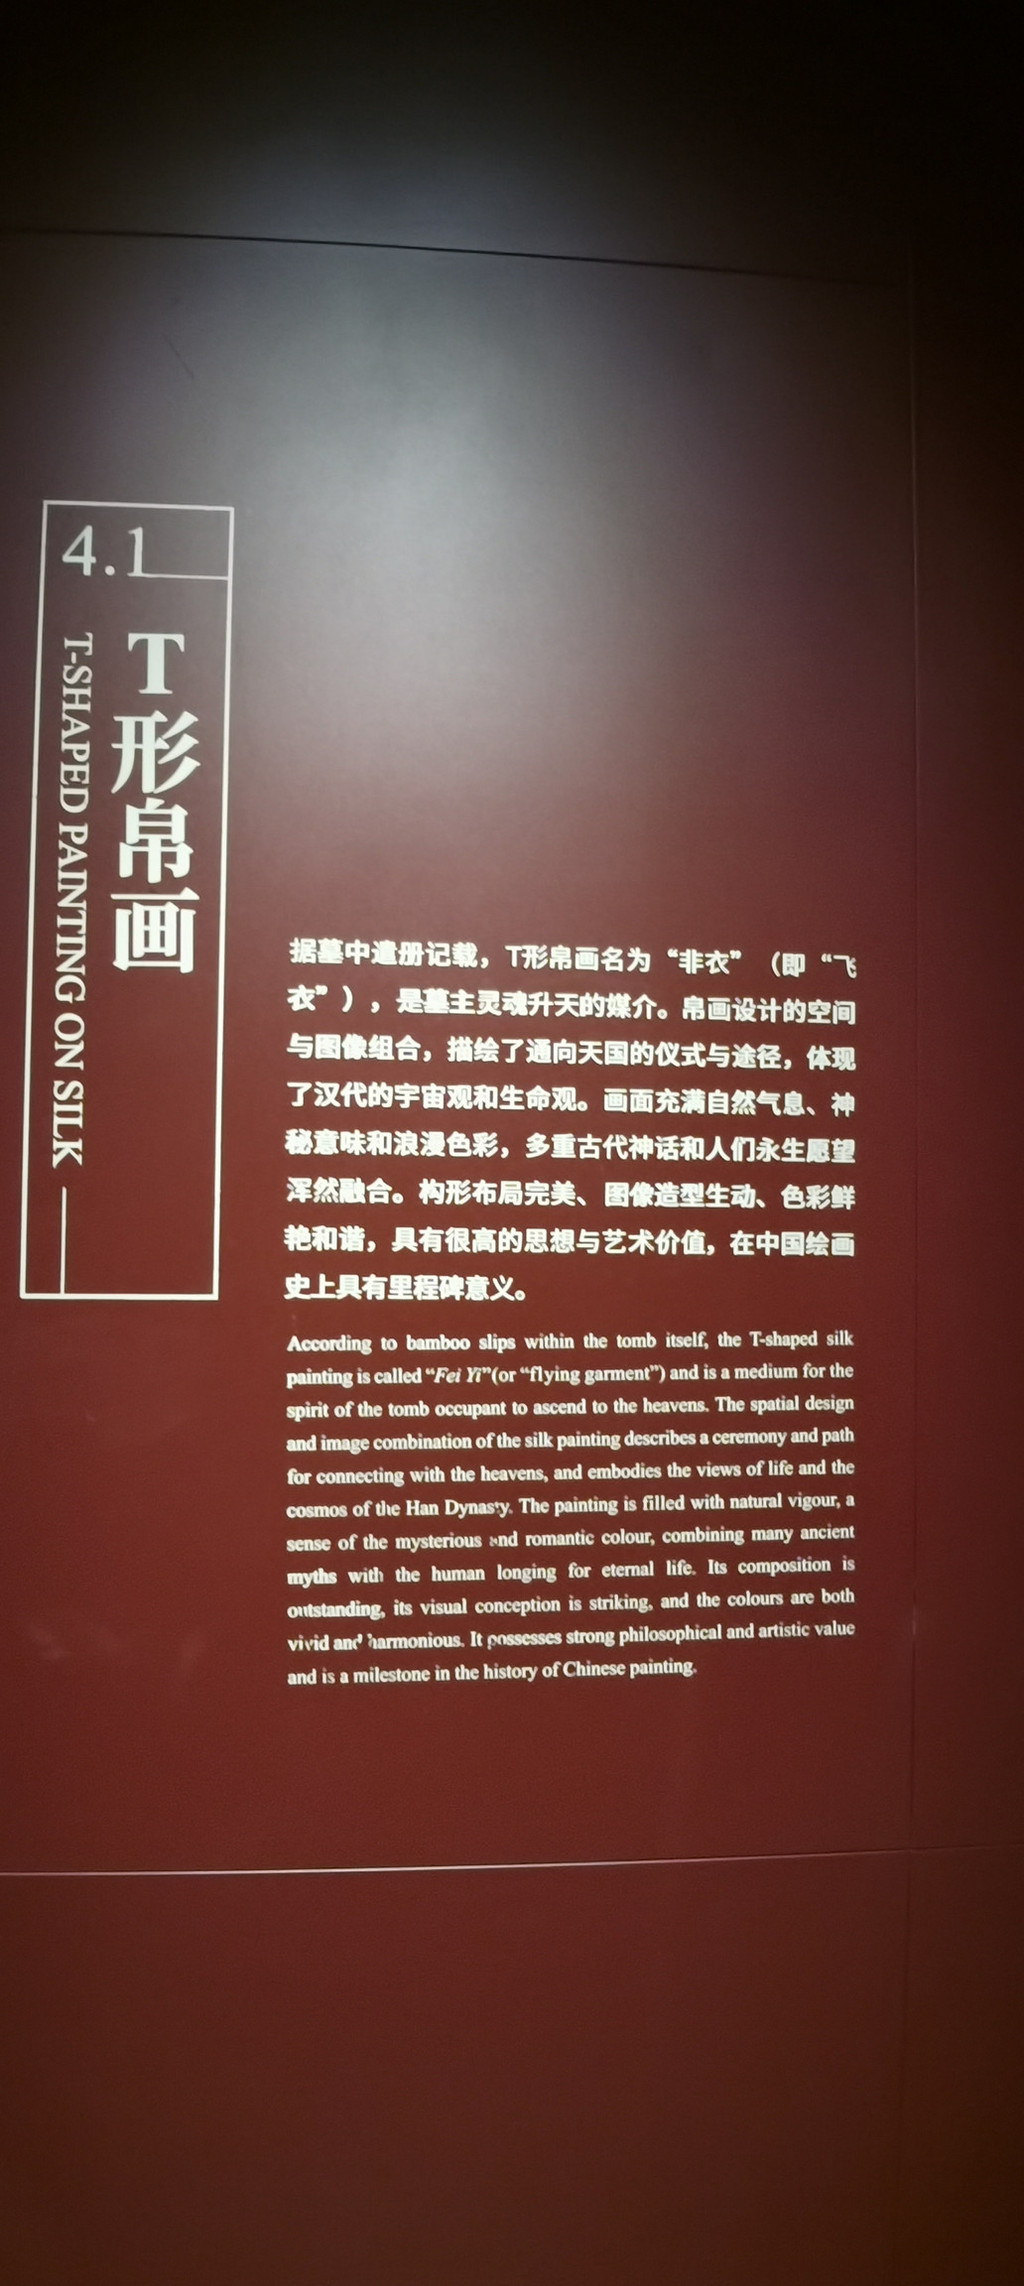 4.1
T形帛画
T-SHAPED PAINTING ON SILK
据墓中遣册记载，T形帛画名为“非衣”（即“飞
衣”），是墓主灵魂升天的媒介。帛画设计的空间
与图像组合，描绘了通向天国的仪式与途径，体现
了汉代的宇宙观和生命观。画面充满自然气息、神
秘意味和浪漫色彩，多重古代神话和人们永生愿望
浑然融合。构形布局完美、图像造型生动、色彩鲜
艳和谐，具有很高的思想与艺术价值，在中国绘画
史上具有里程碑意义。
According to bamboo slips within the tomb itself, the T-shaped silk
painting is called “Fei Yi”(or “flying garment”) and is a medium for the
spirit of the tomb occupant to ascend to the heavens. The spatial design
and image combination of the silk painting describes a ceremony and path
for connecting with the heavens, and embodies the views of life and the
cosmos of the Han Dynasty. The painting is filled with natural vigour, a
sense of the mysterious and romantic colour, combining many ancient
myths with the human longing for eternal life. Its composition is
outstanding, its visual conception is striking, and the colours are both
vivid and harmonious. It possesses strong philosophical and artistic value
and is a milestone in the history of Chinese painting.